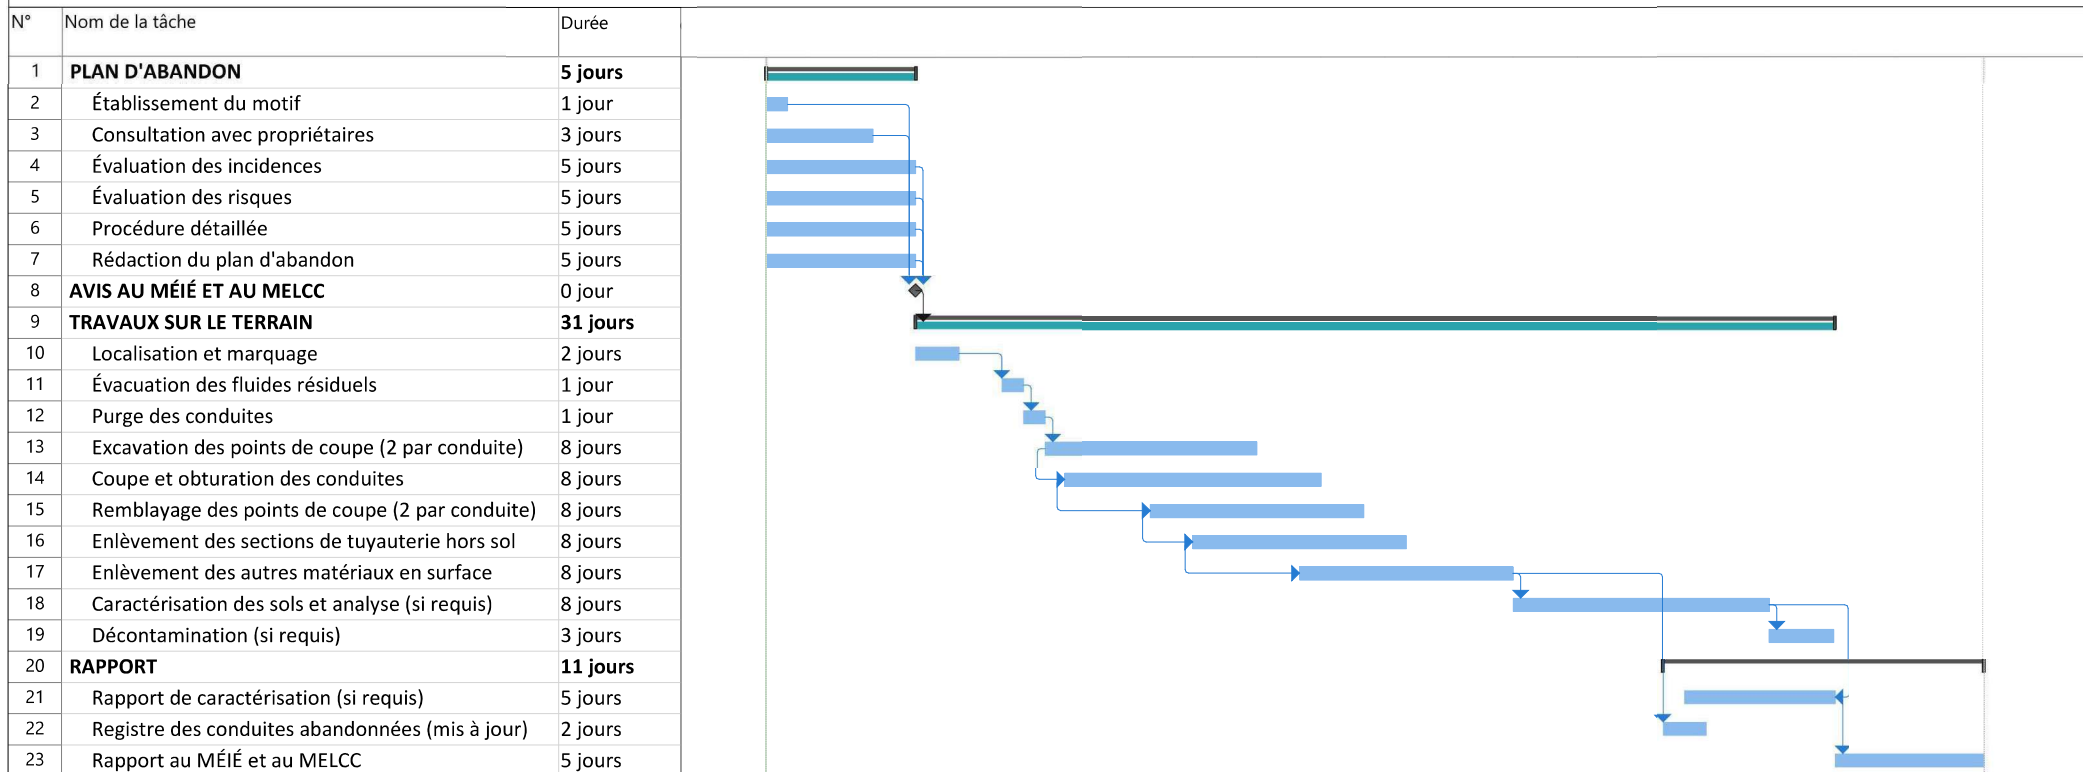 N° Nom de la tâche Durée
1 PLAN D'ABANDON 5 jours
2 Établissement du motif 1 jour
3 Consultation avec propriétaires 3 jours
4 Évaluation des incidences 5 jours
5 Évaluation des risques 5 jours
6 Procédure détaillée 5 jours
7 Rédaction du plan d'abandon 5 jours
8 AVIS AU MÉIÉ ET AU MELCC 0 jour
9 TRAVAUX SUR LE TERRAIN 31 jours
10 Localisation et marquage 2 jours
11 Évacuation des fluides résiduels 1 jour
12 Purge des conduites 1 jour
13 Excavation des points de coupe (2 par conduite) 8 jours
14 Coupe et obturation des conduites 8 jours
15 Remblayage des points de coupe (2 par conduite) 8 jours
16 Enlèvement des sections de tuyauterie hors sol 8 jours
17 Enlèvement des autres matériaux en surface 8 jours
18 Caractérisation des sols et analyse (si requis) 8 jours
19 Décontamination (si requis) 3 jours
20 RAPPORT 11 jours
21 Rapport de caractérisation (si requis) 5 jours
22 Registre des conduites abandonnées (mis à jour) 2 jours
23 Rapport au MÉIÉ et au MELCC 5 jours